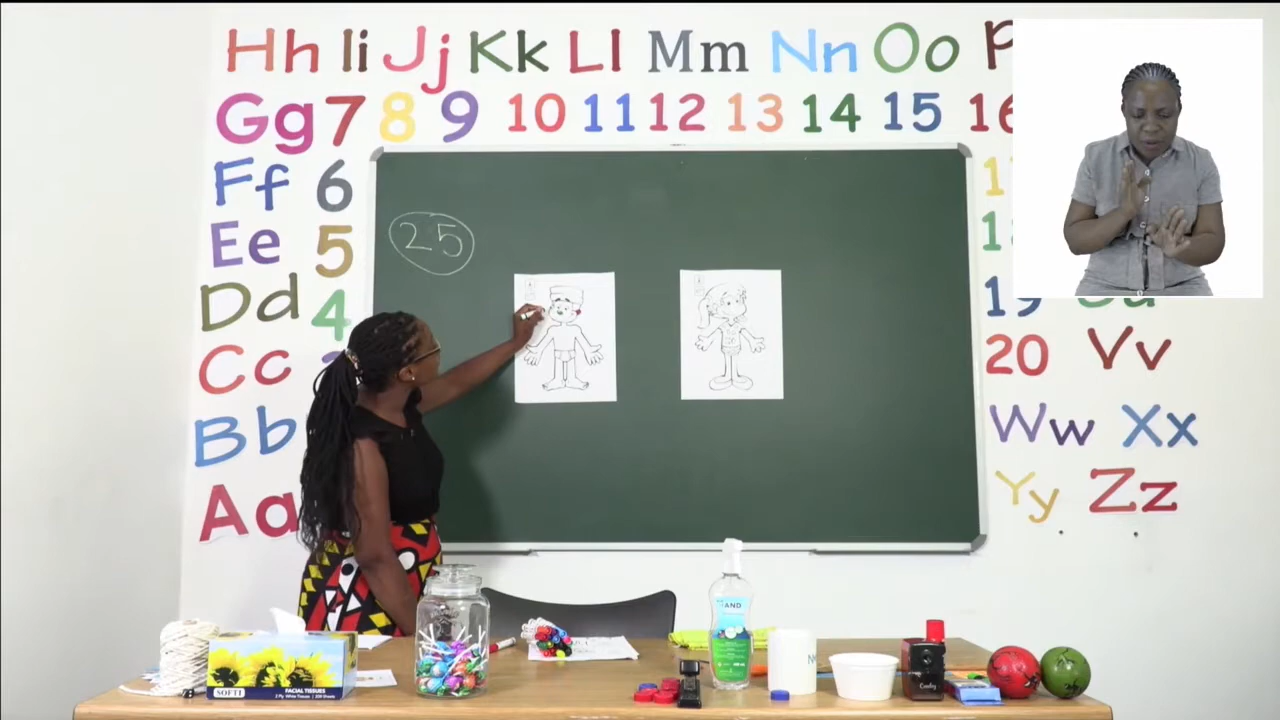 Hh Ii Jj Kk Ll Mm Nn Oo P
Gg 7 8 9 10 11 12 13 14 15 16
Ff 6
Ee 5
Dd 4
Cc
Bb
Aa
25
19
20 Vv
Ww Xx
Yy Zz
SOFTI
FACIAL TISSUES
HAND